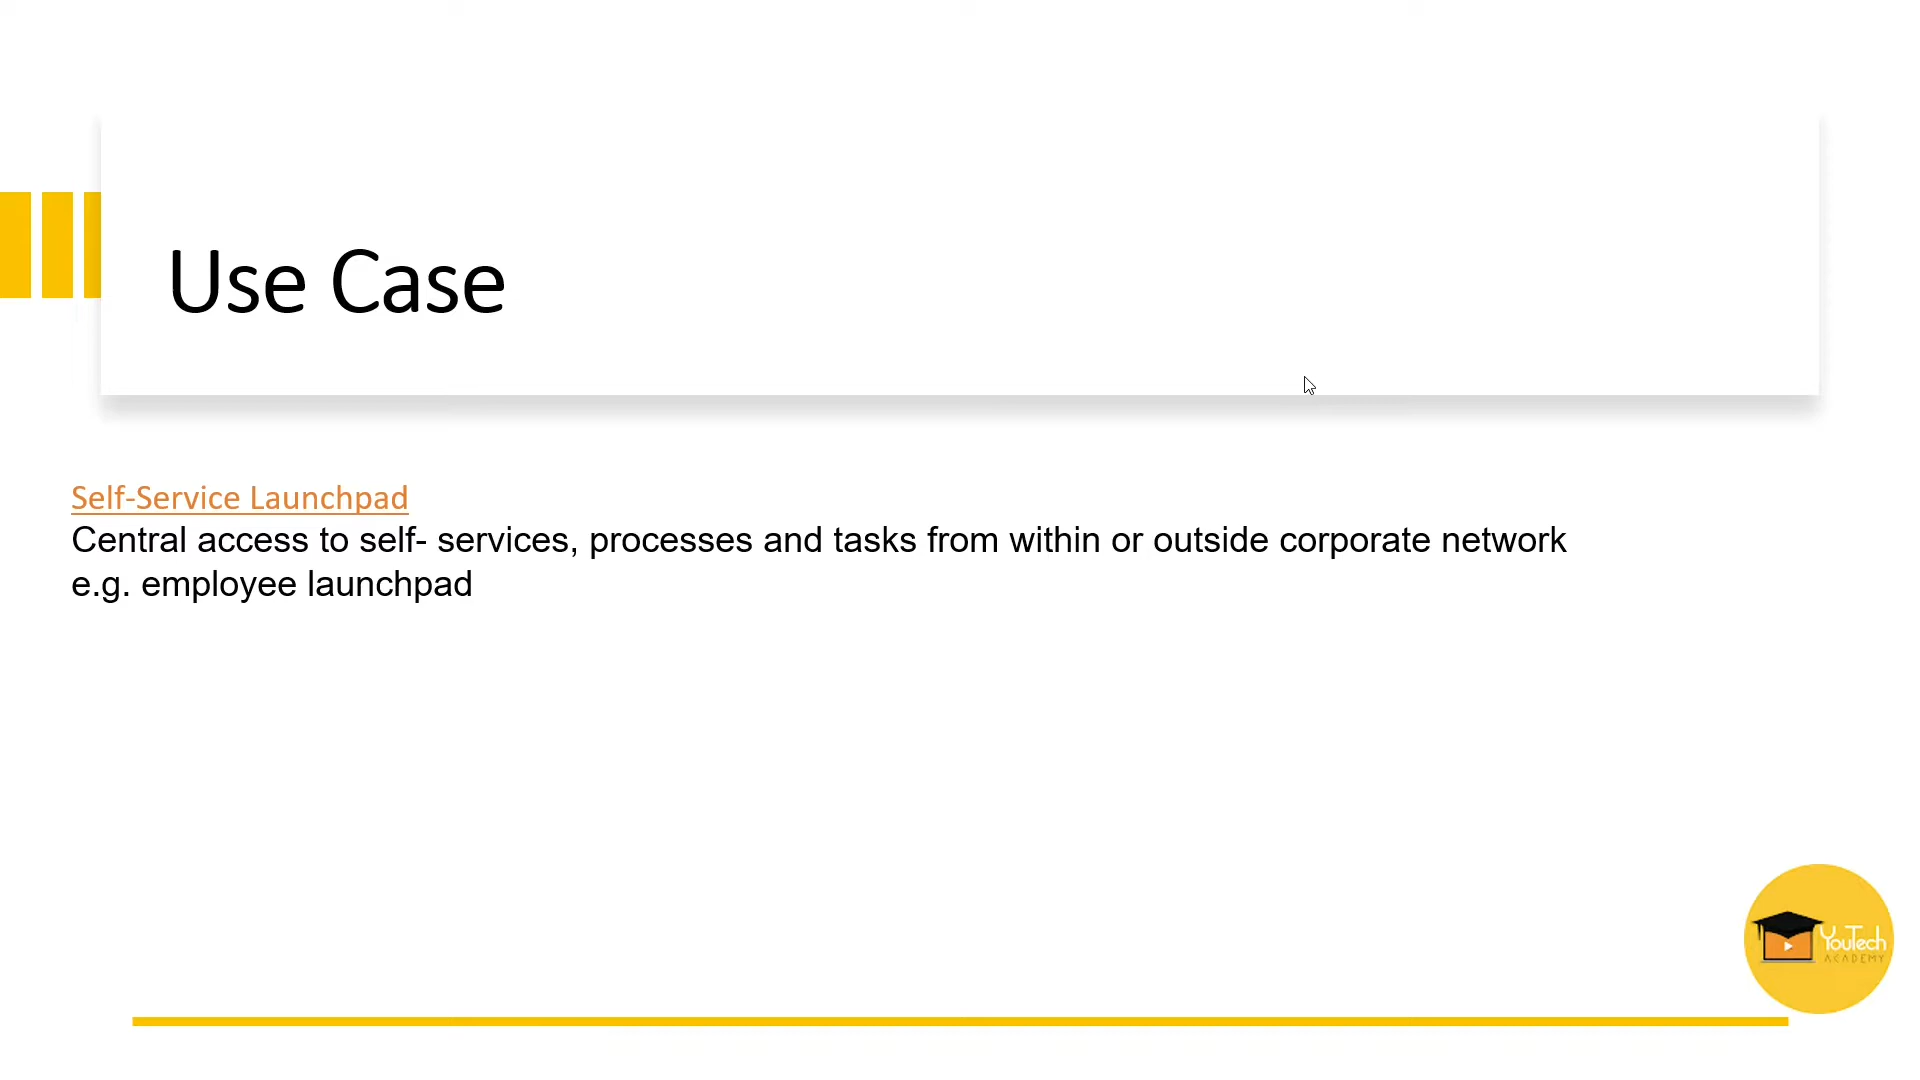 Use Case
Self-Service Launchpad
Central access to self- services, processes and tasks from within or outside corporate network
e.g. employee launchpad
YouTech
ACADEMY